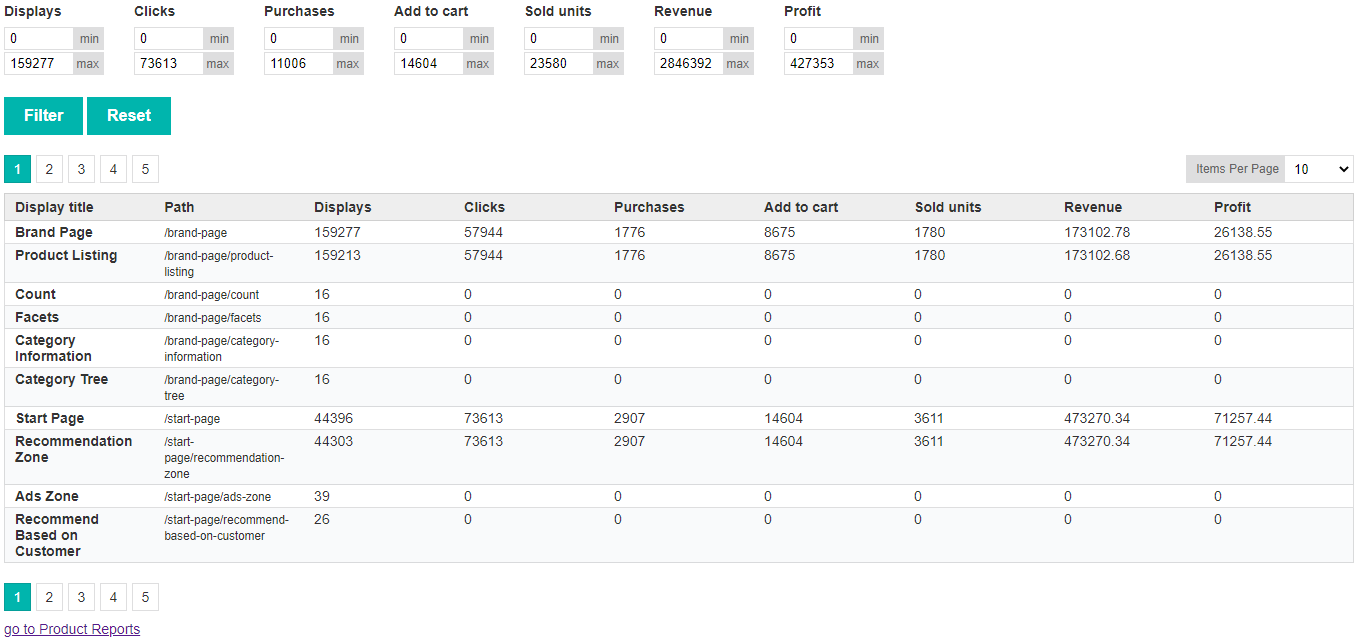 Displays Clicks Purchases Add to cart Sold units Revenue Profit
0 min 0 min 0 min 0 min 0 min 0 min 0 min
159277 max 73613 max 11006 max 14604 max 23580 max 2846392 max 427353 max
Filter Reset
1 2 3 4 5 Items Per Page 10
Display title Path Displays Clicks Purchases Add to cart Sold units Revenue Profit
Brand Page /brand-page 159277 57944 1776 8675 1780 173102.78 26138.55
Product Listing /brand-page/product- 159213 57944 1776 8675 1780 173102.68 26138.55
listing
Count /brand-page/count 16 0 0 0 0 0 0
Facets /brand-page/facets 16 0 0 0 0 0 0
Category /brand-page/category- 16 0 0 0 0 0 0
Information information
Category Tree /brand-page/category- 16 0 0 0 0 0 0
tree
Start Page /start-page 44396 73613 2907 14604 3611 473270.34 71257.44
Recommendation /start- 44303 73613 2907 14604 3611 473270.34 71257.44
Zone page/recommendation-
zone
Ads Zone /start-page/ads-zone 39 0 0 0 0 0 0
Recommend /start-page/recommend- 26 0 0 0 0 0 0
Based on based-on-customer
Customer
1 2 3 4 5
go to Product Reports